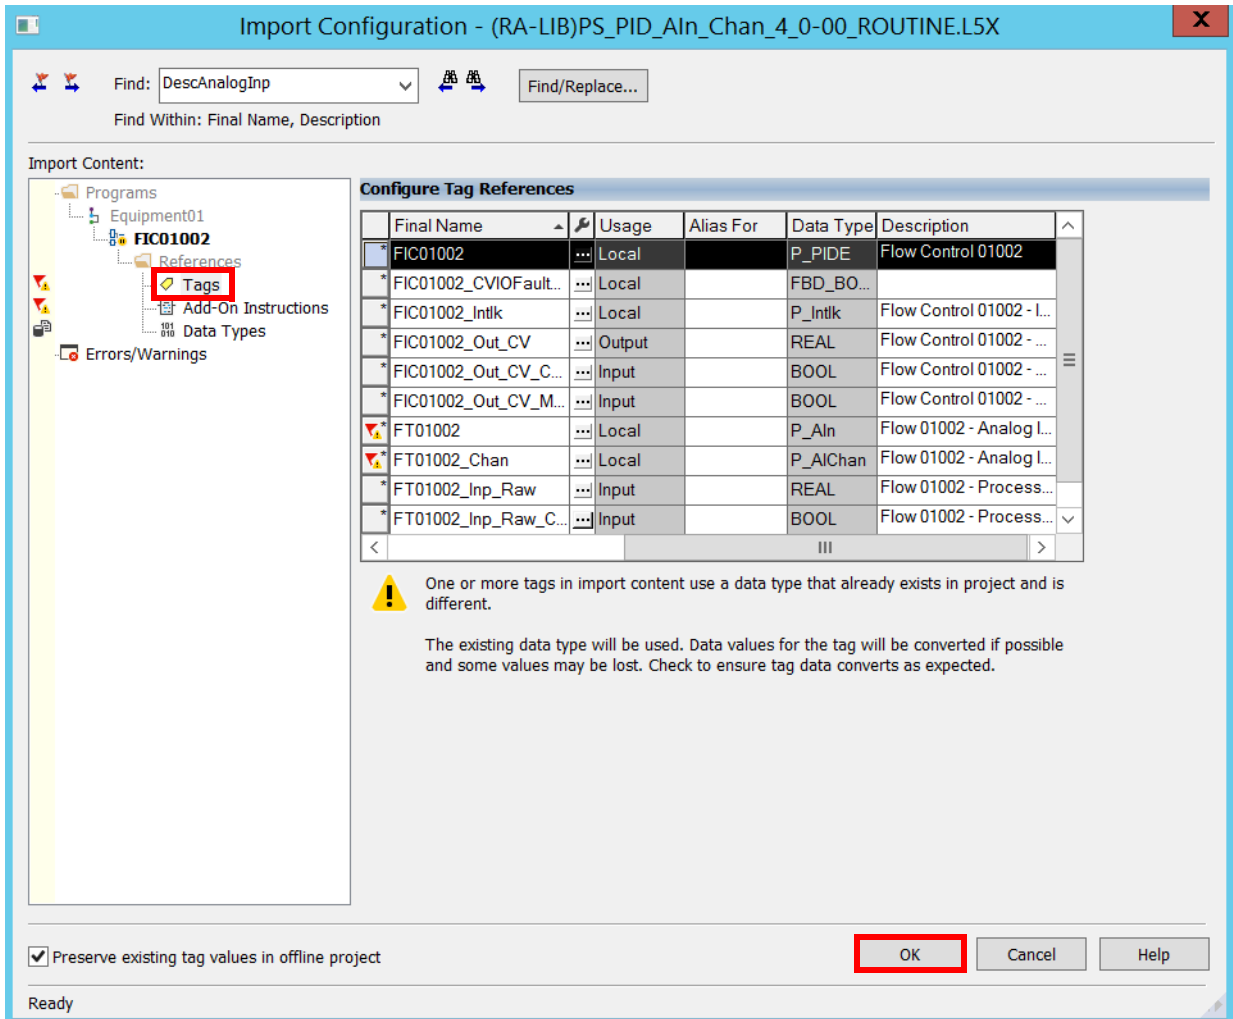 Import Configuration - (RA-LIB)PS_PID_AIn_Chan_4_0-00_ROUTINE.L5X
X
Find: DescAnalogInp Find/Replace...
Find Within: Final Name, Description
Import Content:
Programs
Equipment01
FIC01002
References
Tags
Add-On Instructions
Data Types
Errors/Warnings
Configure Tag References
Final Name Usage Alias For Data Type Description
* FIC01002 ... Local P_PIDE Flow Control 01002
* FIC01002_CVIOFault... ... Local FBD_BO...
* FIC01002_Intlk ... Local P_Intlk Flow Control 01002 - I...
* FIC01002_Out_CV ... Output REAL Flow Control 01002 - ...
* FIC01002_Out_CV_C... ... Input BOOL Flow Control 01002 - ...
* FIC01002_Out_CV_M... ... Input BOOL Flow Control 01002 - ...
* FT01002 ... Local P_AIn Flow 01002 - Analog I...
* FT01002_Chan ... Local P_AIChan Flow 01002 - Analog I...
* FT01002_Inp_Raw ... Input REAL Flow 01002 - Process...
* FT01002_Inp_Raw_C... ... Input BOOL Flow 01002 - Process...
One or more tags in import content use a data type that already exists in project and is
different.
The existing data type will be used. Data values for the tag will be converted if possible
and some values may be lost. Check to ensure tag data converts as expected.
Preserve existing tag values in offline project
OK Cancel Help
Ready